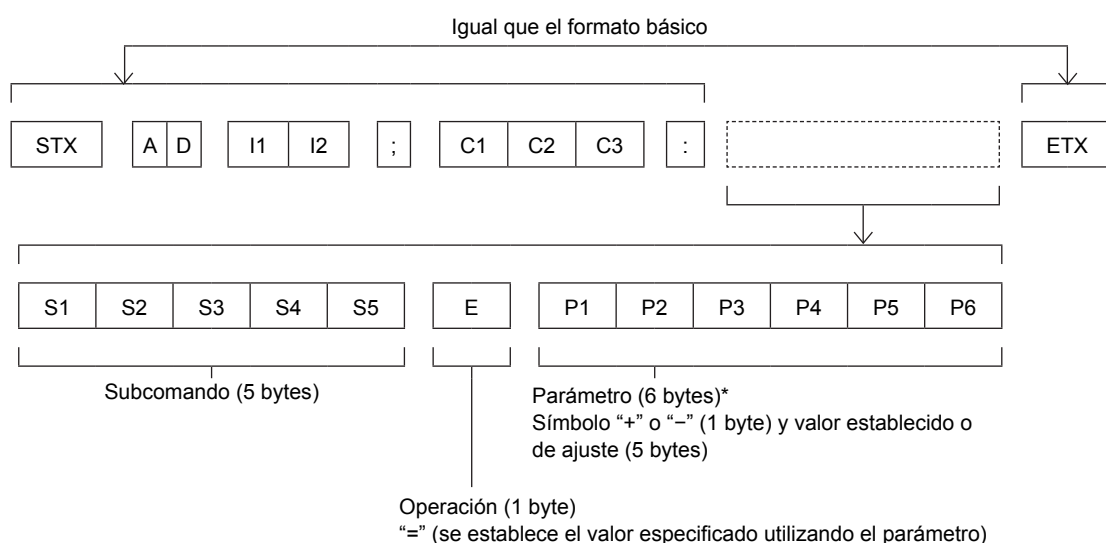 Igual que el formato básico
STX A D I1 I2 ; C1 C2 C3 : ETX
S1 S2 S3 S4 S5 E P1 P2 P3 P4 P5 P6
Subcomando (5 bytes)
Parámetro (6 bytes)*
Símbolo “+” o “−” (1 byte) y valor establecido o
de ajuste (5 bytes)
Operación (1 byte)
“=” (se establece el valor especificado utilizando el parámetro)